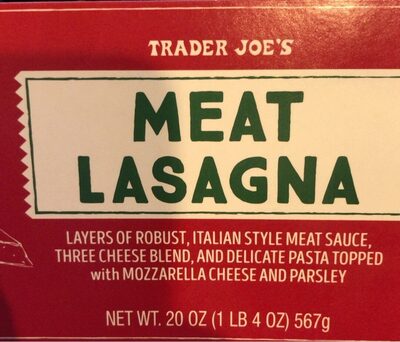 TRADER JOE'S
MEAT
LASAGNA
LAYERS OF ROBUST, ITALIAN STYLE MEAT SAUCE,
THREE CHEESE BLEND, AND DELICATE PASTA TOPPED
with MOZZARELLA CHEESE AND PARSLEY
NET WT. 20 OZ (1 LB 4 OZ) 567g